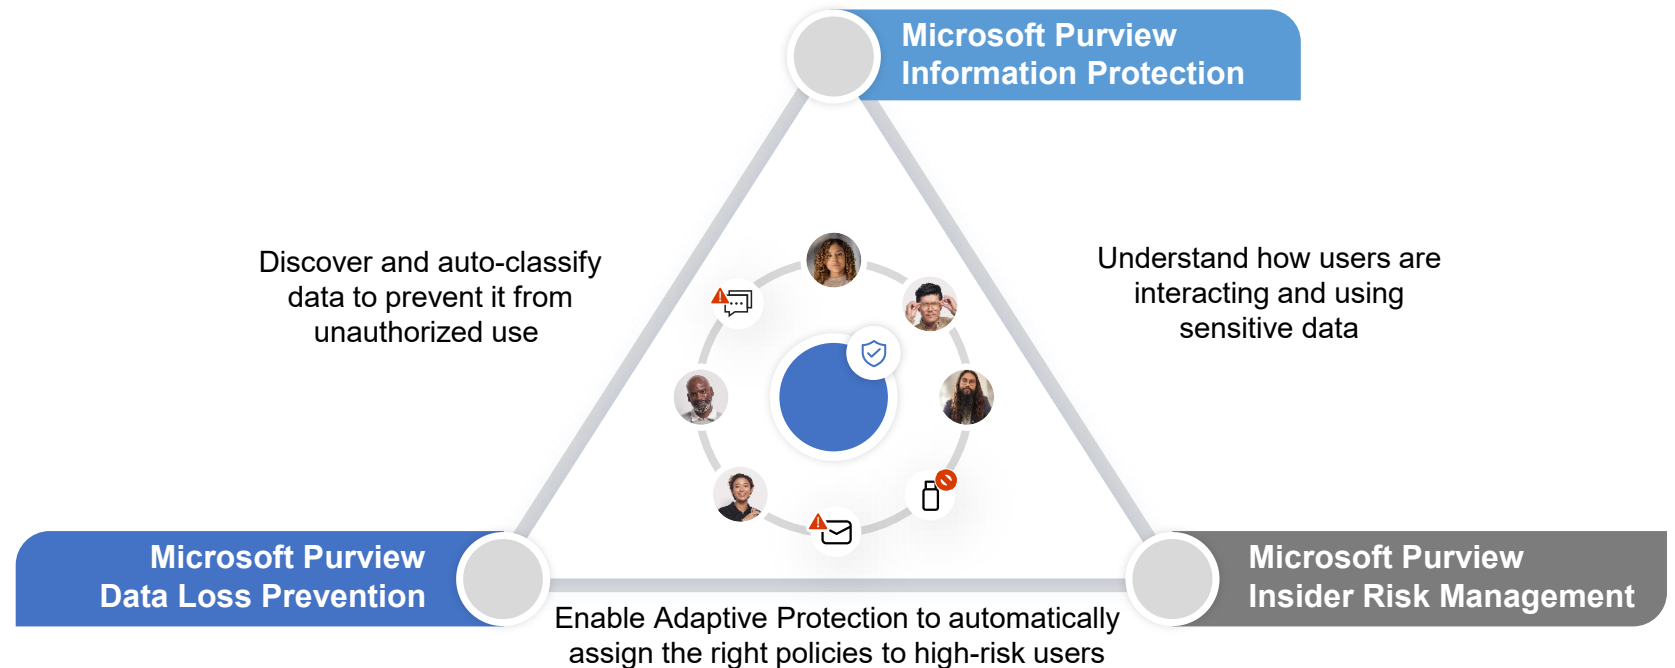 Microsoft Purview
Information Protection
Discover and auto-classify
data to prevent it from
unauthorized use
Understand how users are
interacting and using
sensitive data
Microsoft Purview
Data Loss Prevention
Microsoft Purview
Insider Risk Management
Enable Adaptive Protection to automatically
assign the right policies to high-risk users